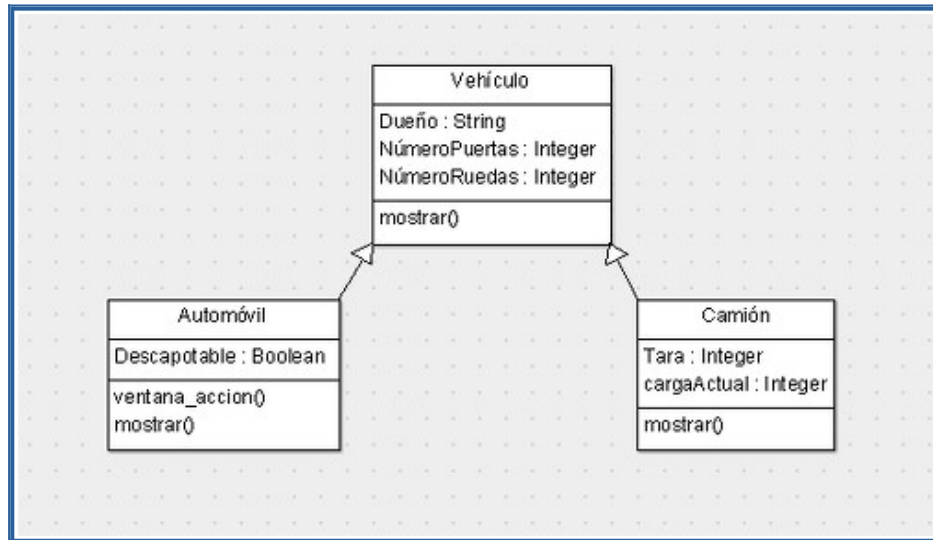 Vehículo
Dueño : String
NúmeroPuertas : Integer
NúmeroRuedas : Integer
mostrar()
Automóvil
Descapotable : Boolean
ventana_accion()
mostrar()
Camión
Tara : Integer
cargaActual : Integer
mostrar()